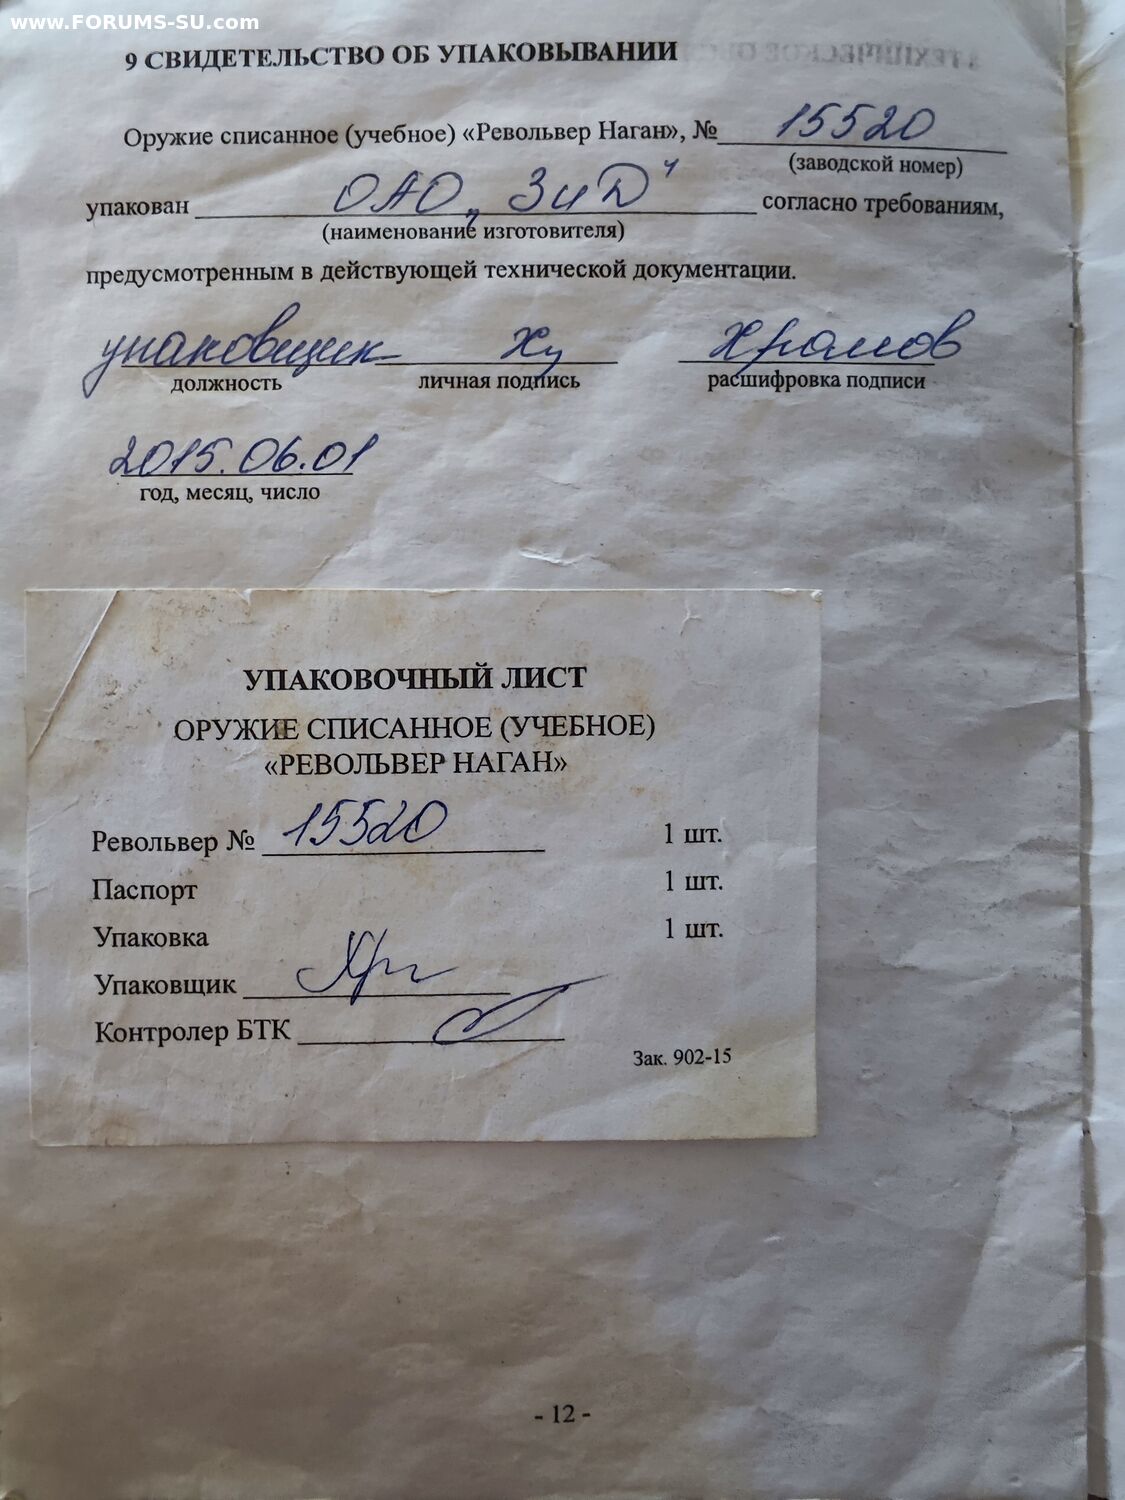 www.FORUMS-SU.com
9 СВИДЕТЕЛЬСТВО ОБ УПАКОВЫВАНИИ
Оружие списанное (учебное) «Револьвер Наган», № 15520
(заводской номер)
упакован ОАО „ЗиД" согласно требованиям,
(наименование изготовителя)
предусмотренным в действующей технической документации.
упаковщик Храмов
должность личная подпись расшифровка подписи
2015.06.01
год, месяц, число
УПАКОВОЧНЫЙ ЛИСТ
ОРУЖИЕ СПИСАННОЕ (УЧЕБНОЕ)
«РЕВОЛЬВЕР НАГАН»
Револьвер № 15520 1 шт.
Паспорт 1 шт.
Упаковка 1 шт.
Упаковщик
Контролер БТК
Зак. 902-15
- 12 -